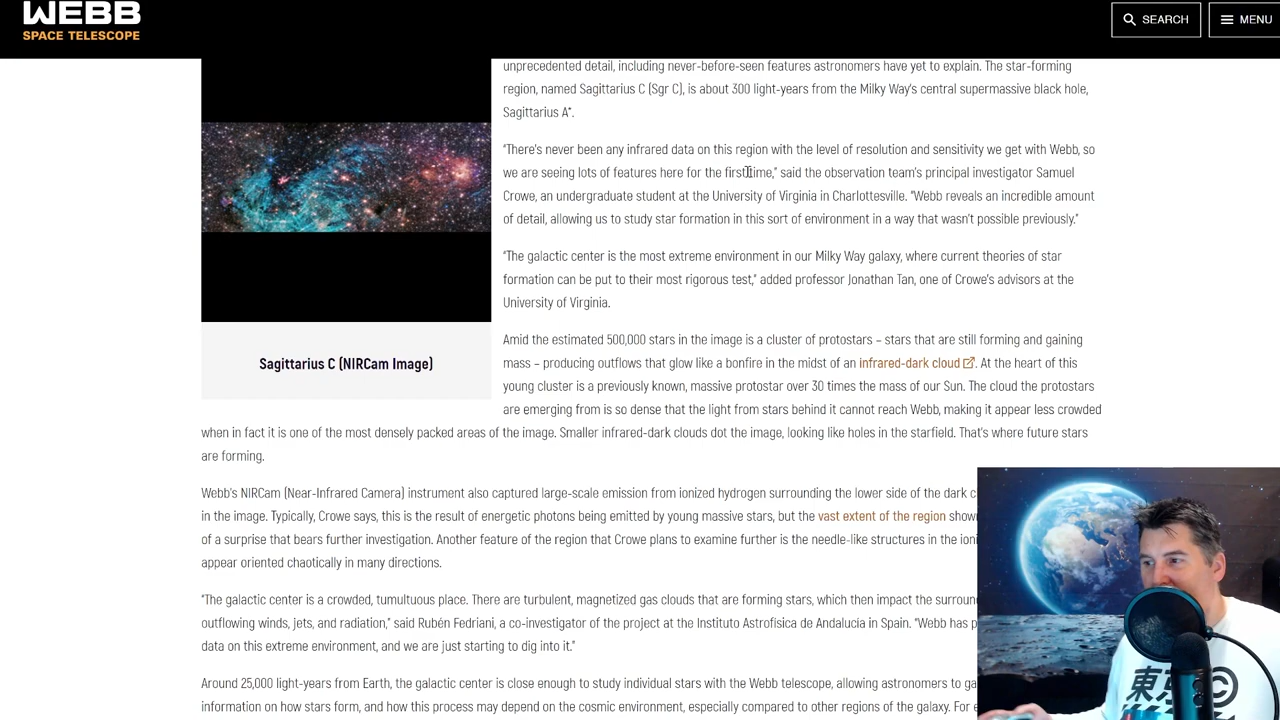 WEBB
SPACE TELESCOPE
SEARCH
MENU
unprecedented detail, including never-before-seen features astronomers have yet to explain. The star-forming
region, named Sagittarius C (Sgr C), is about 300 light-years from the Milky Way's central supermassive black hole,
Sagittarius A*.
“There's never been any infrared data on this region with the level of resolution and sensitivity we get with Webb, so
we are seeing lots of features here for the first time,” said the observation team's principal investigator Samuel
Crowe, an undergraduate student at the University of Virginia in Charlottesville. “Webb reveals an incredible amount
of detail, allowing us to study star formation in this sort of environment in a way that wasn't possible previously.”
“The galactic center is the most extreme environment in our Milky Way galaxy, where current theories of star
formation can be put to their most rigorous test,” added professor Jonathan Tan, one of Crowe's advisors at the
University of Virginia.
Sagittarius C (NIRCam Image)
Amid the estimated 500,000 stars in the image is a cluster of protostars – stars that are still forming and gaining
mass – producing outflows that glow like a bonfire in the midst of an infrared-dark cloud. At the heart of this
young cluster is a previously known, massive protostar over 30 times the mass of our Sun. The cloud the protostars
are emerging from is so dense that the light from stars behind it cannot reach Webb, making it appear less crowded
when in fact it is one of the most densely packed areas of the image. Smaller infrared-dark clouds dot the image, looking like holes in the starfield. That's where future stars
are forming.
Webb's NIRCam (Near-Infrared Camera) instrument also captured large-scale emission from ionized hydrogen surrounding the lower side of the dark c
in the image. Typically, Crowe says, this is the result of energetic photons being emitted by young massive stars, but the vast extent of the region show
of a surprise that bears further investigation. Another feature of the region that Crowe plans to examine further is the needle-like structures in the ioni
appear oriented chaotically in many directions.
“The galactic center is a crowded, tumultuous place. There are turbulent, magnetized gas clouds that are forming stars, which then impact the surroun
outflowing winds, jets, and radiation,” said Rubén Fedriani, a co-investigator of the project at the Instituto Astrofísica de Andalucía in Spain. “Webb has p
data on this extreme environment, and we are just starting to dig into it.”
Around 25,000 light-years from Earth, the galactic center is close enough to study individual stars with the Webb telescope, allowing astronomers to ga
information on how stars form, and how this process may depend on the cosmic environment, especially compared to other regions of the galaxy. For e
東京